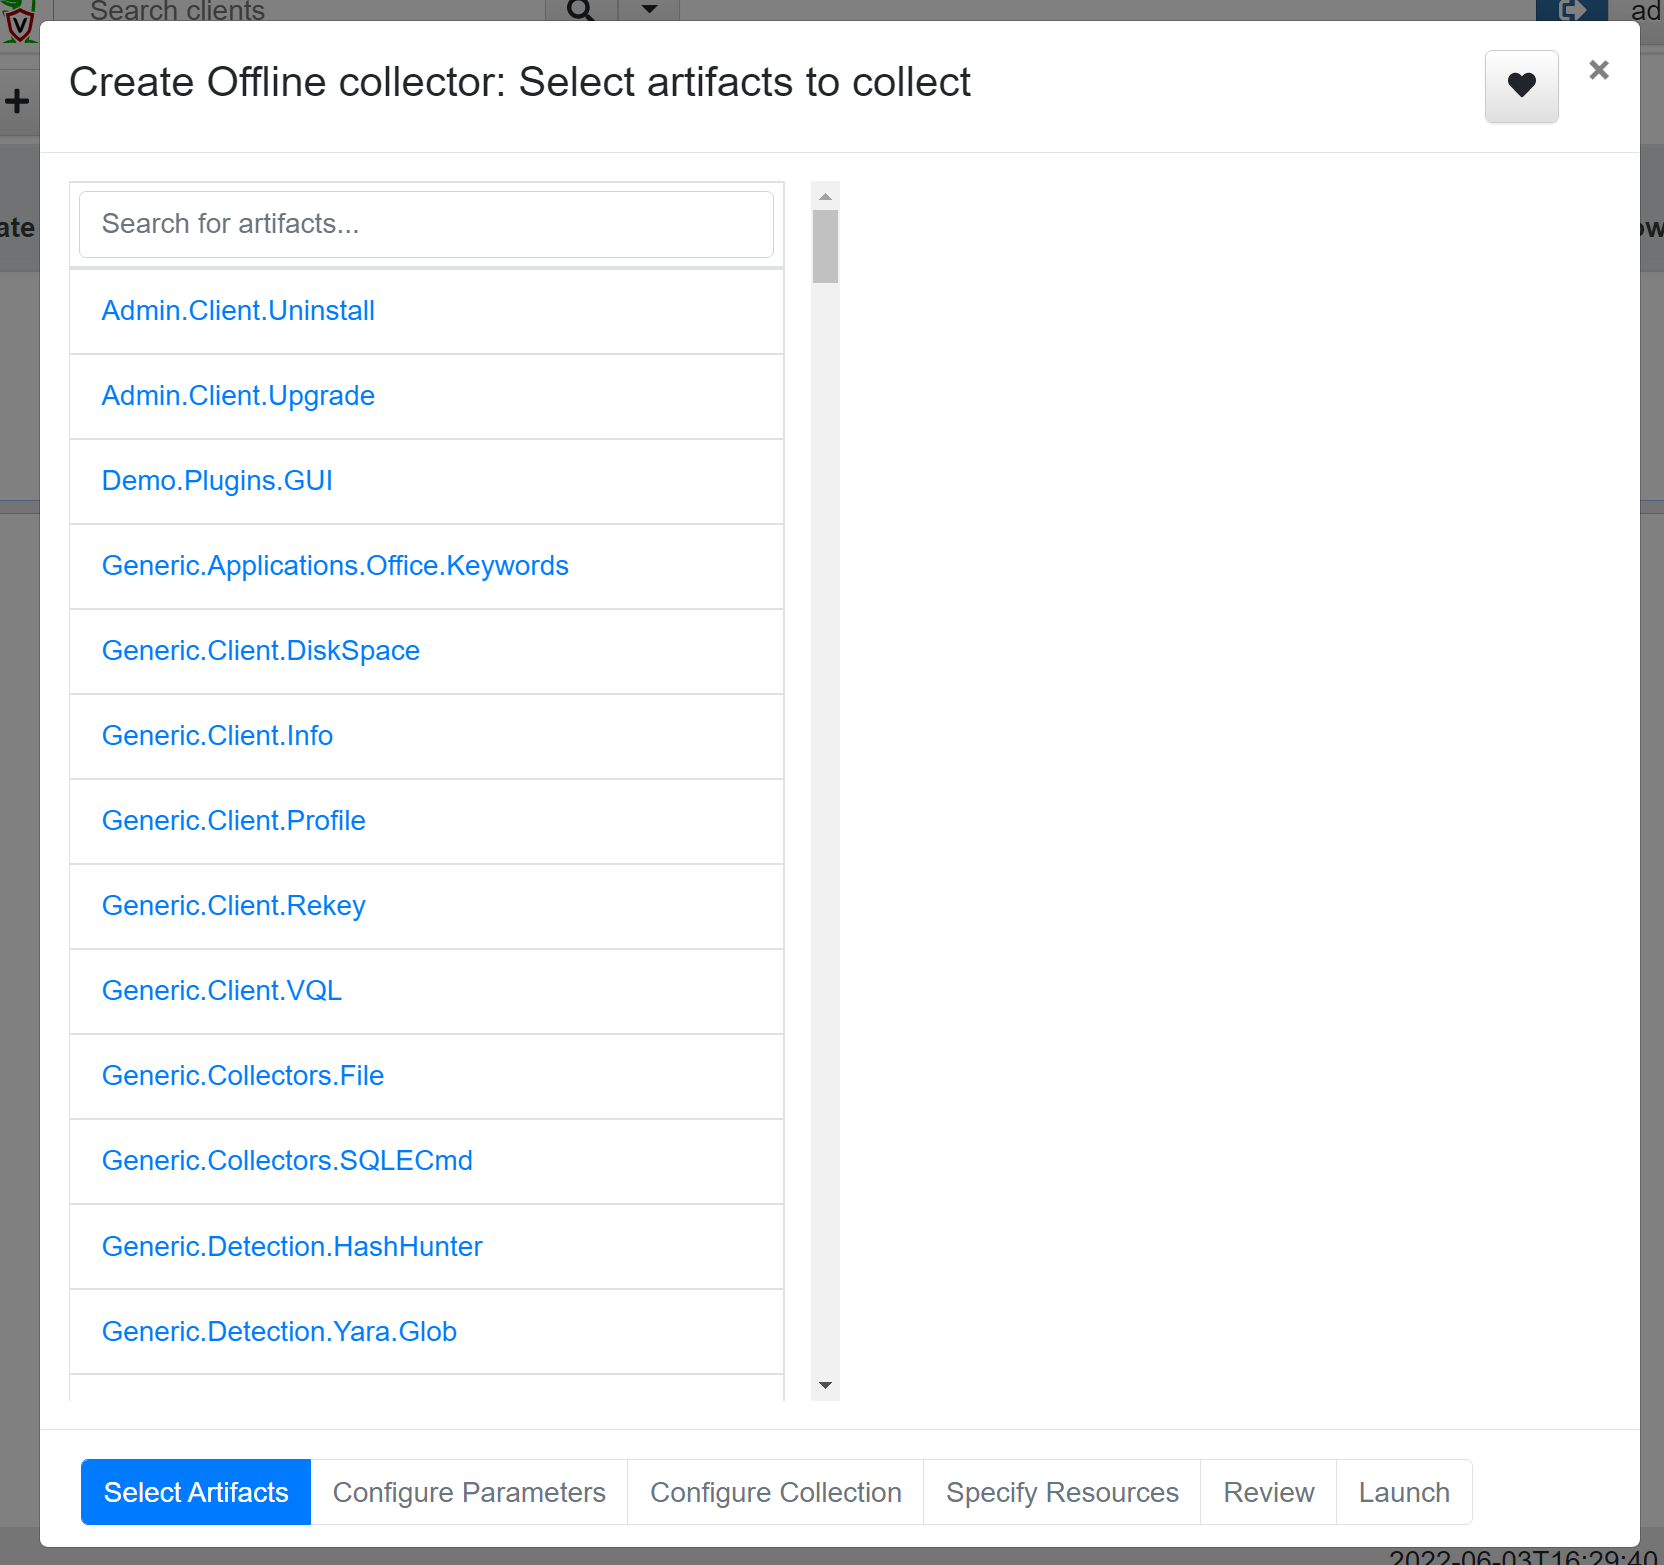 Search clients
ad
Create Offline collector: Select artifacts to collect
ate
ow
Search for artifacts...
Admin.Client.Uninstall
Admin.Client.Upgrade
Demo.Plugins.GUI
Generic.Applications.Office.Keywords
Generic.Client.DiskSpace
Generic.Client.Info
Generic.Client.Profile
Generic.Client.Rekey
Generic.Client.VQL
Generic.Collectors.File
Generic.Collectors.SQLECmd
Generic.Detection.HashHunter
Generic.Detection.Yara.Glob
Select Artifacts Configure Parameters Configure Collection Specify Resources Review Launch
2022-06-03T16:29:40